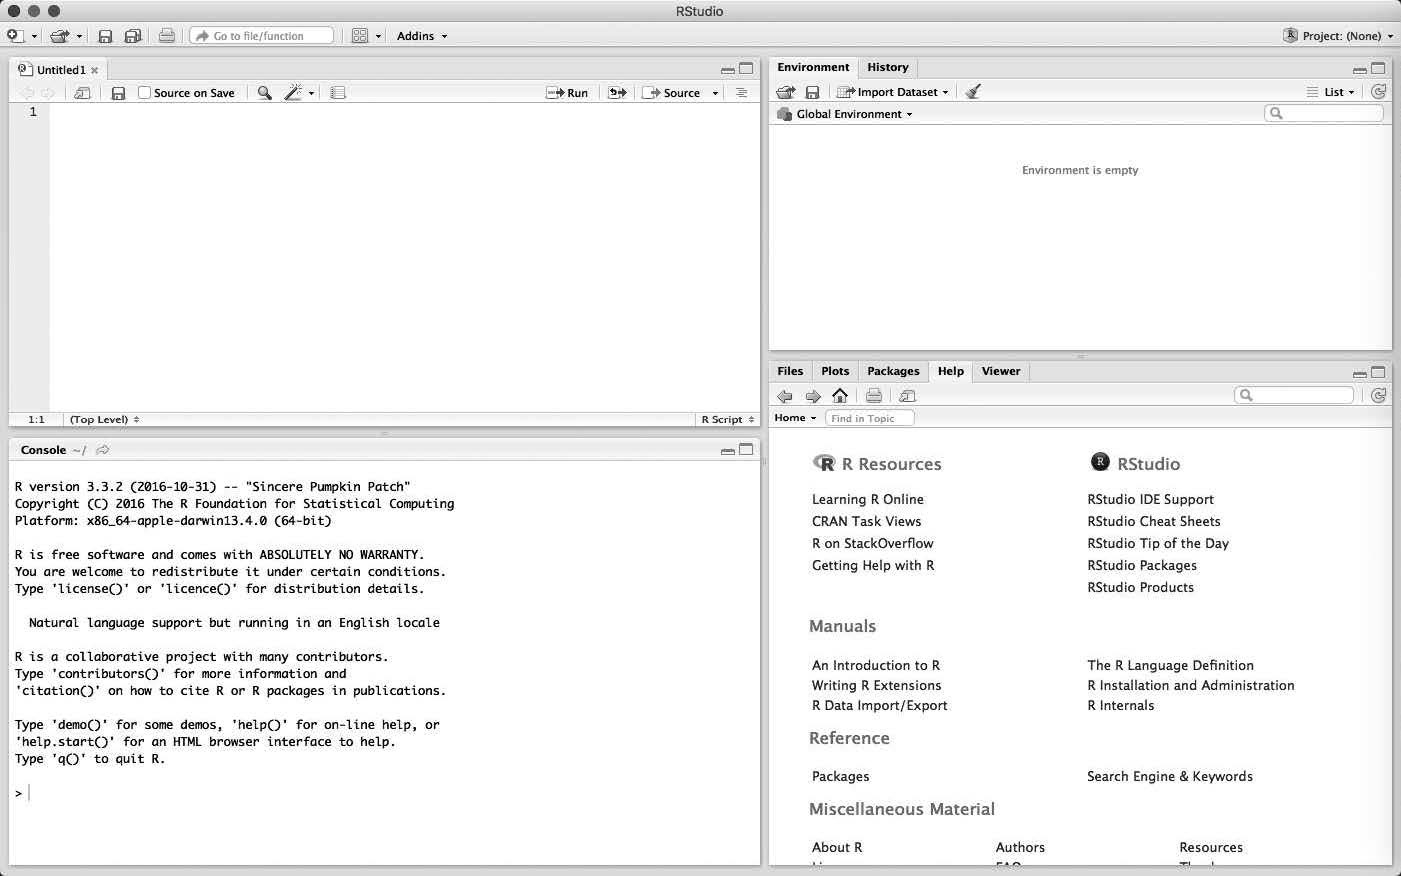 RStudio
Go to file/function
Addins
Project: (None)
Untitled1
Source on Save
Run
Source
1
1:1
(Top Level)
R Script
Console ~/
R version 3.3.2 (2016-10-31) -- "Sincere Pumpkin Patch"
Copyright (C) 2016 The R Foundation for Statistical Computing
Platform: x86_64-apple-darwin13.4.0 (64-bit)
R is free software and comes with ABSOLUTELY NO WARRANTY.
You are welcome to redistribute it under certain conditions.
Type 'license()' or 'licence()' for distribution details.
Natural language support but running in an English locale
R is a collaborative project with many contributors.
Type 'contributors()' for more information and
'citation()' on how to cite R or R packages in publications.
Type 'demo()' for some demos, 'help()' for on-line help, or
'help.start()' for an HTML browser interface to help.
Type 'q()' to quit R.
>
Environment History
Import Dataset
List
Global Environment
Environment is empty
Files Plots Packages Help Viewer
Home
Find in Topic
R Resources
RStudio
Learning R Online
RStudio IDE Support
CRAN Task Views
RStudio Cheat Sheets
R on StackOverflow
RStudio Tip of the Day
Getting Help with R
RStudio Packages
RStudio Products
Manuals
An Introduction to R
The R Language Definition
Writing R Extensions
R Installation and Administration
R Data Import/Export
R Internals
Reference
Packages
Search Engine & Keywords
Miscellaneous Material
About R
Authors
Resources